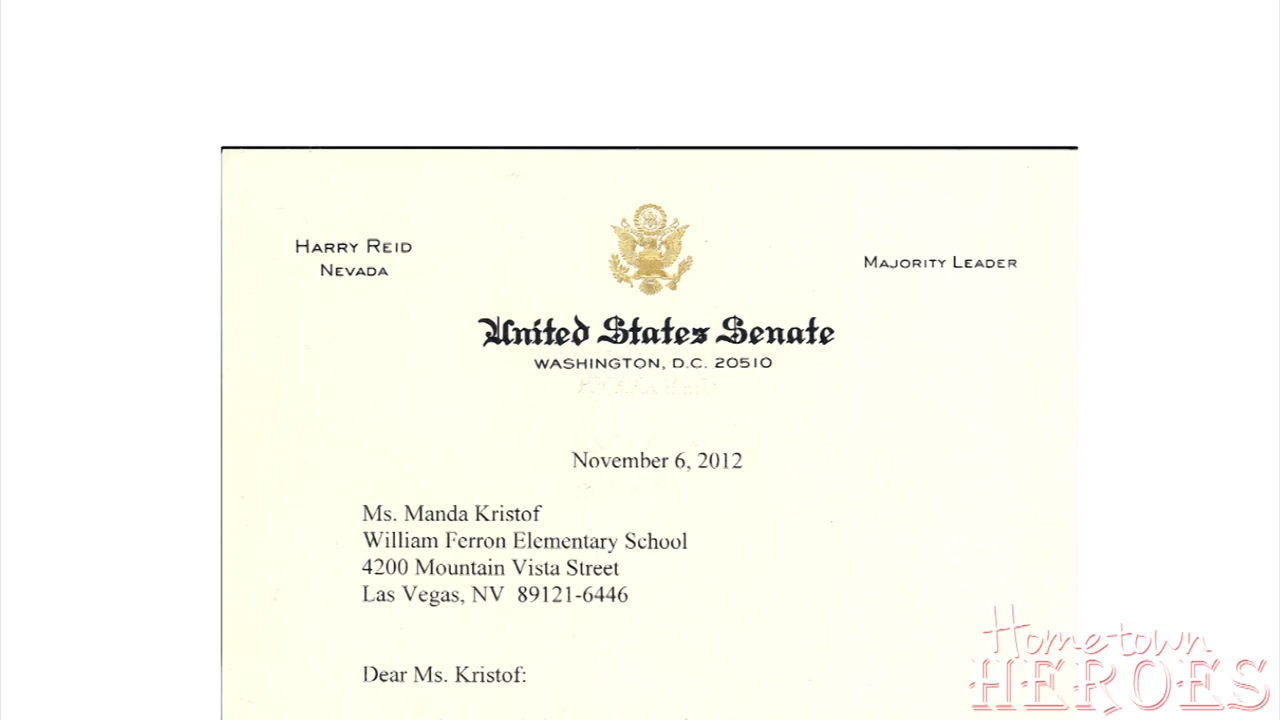 HARRY REID
NEVADA
MAJORITY LEADER
United States Senate
WASHINGTON, D.C. 20510
November 6, 2012
Ms. Manda Kristof
William Ferron Elementary School
4200 Mountain Vista Street
Las Vegas, NV 89121-6446
Dear Ms. Kristof:
Hometown
HEROES